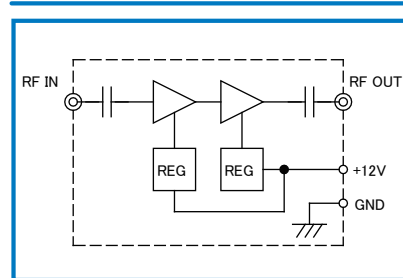 RF IN
RF OUT
REG
REG
+12V
GND